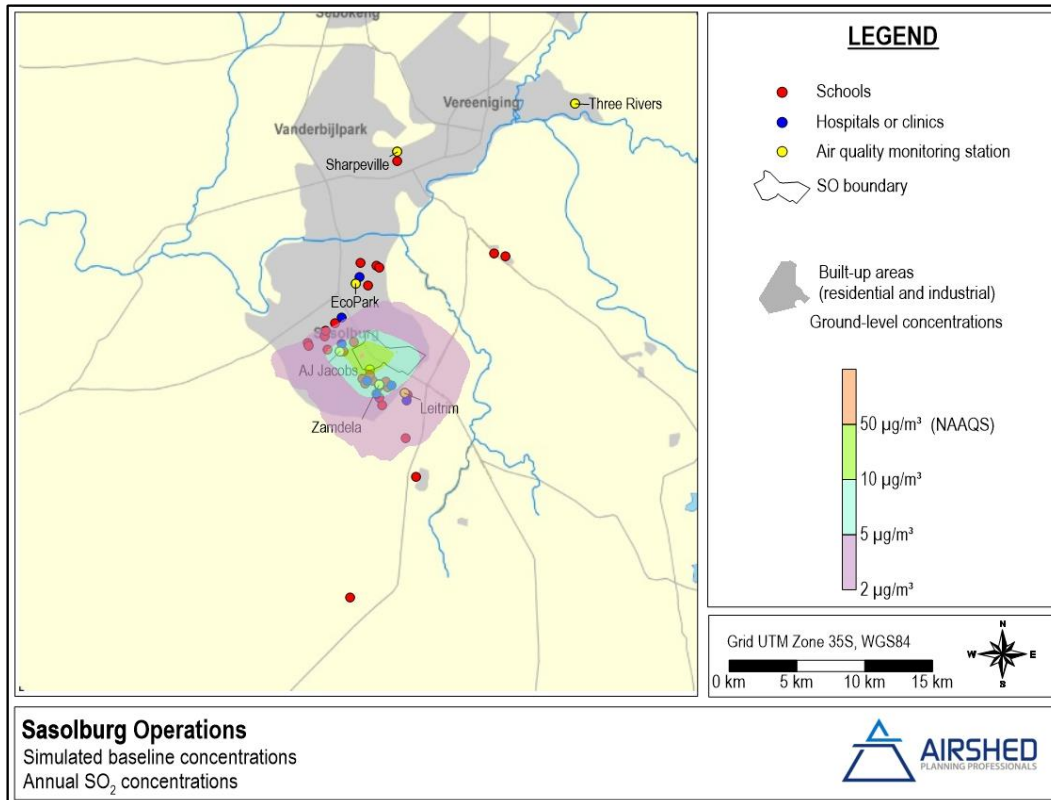 Sebokeng
Vereeniging
Three Rivers
Vanderbijlpark
Sharpeville
EcoPark
Sasolburg
AJ Jacobs
Leitrim
Zamdela
LEGEND
Schools
Hospitals or clinics
Air quality monitoring station
SO boundary
Built-up areas
(residential and industrial)
Ground-level concentrations
50 µg/m³ (NAAQS)
10 µg/m³
5 µg/m³
2 µg/m³
Grid UTM Zone 35S, WGS84
N
W E
S
0 km 5 km 10 km 15 km
Sasolburg Operations
Simulated baseline concentrations
Annual SO₂ concentrations
AIRSHED
PLANNING PROFESSIONALS